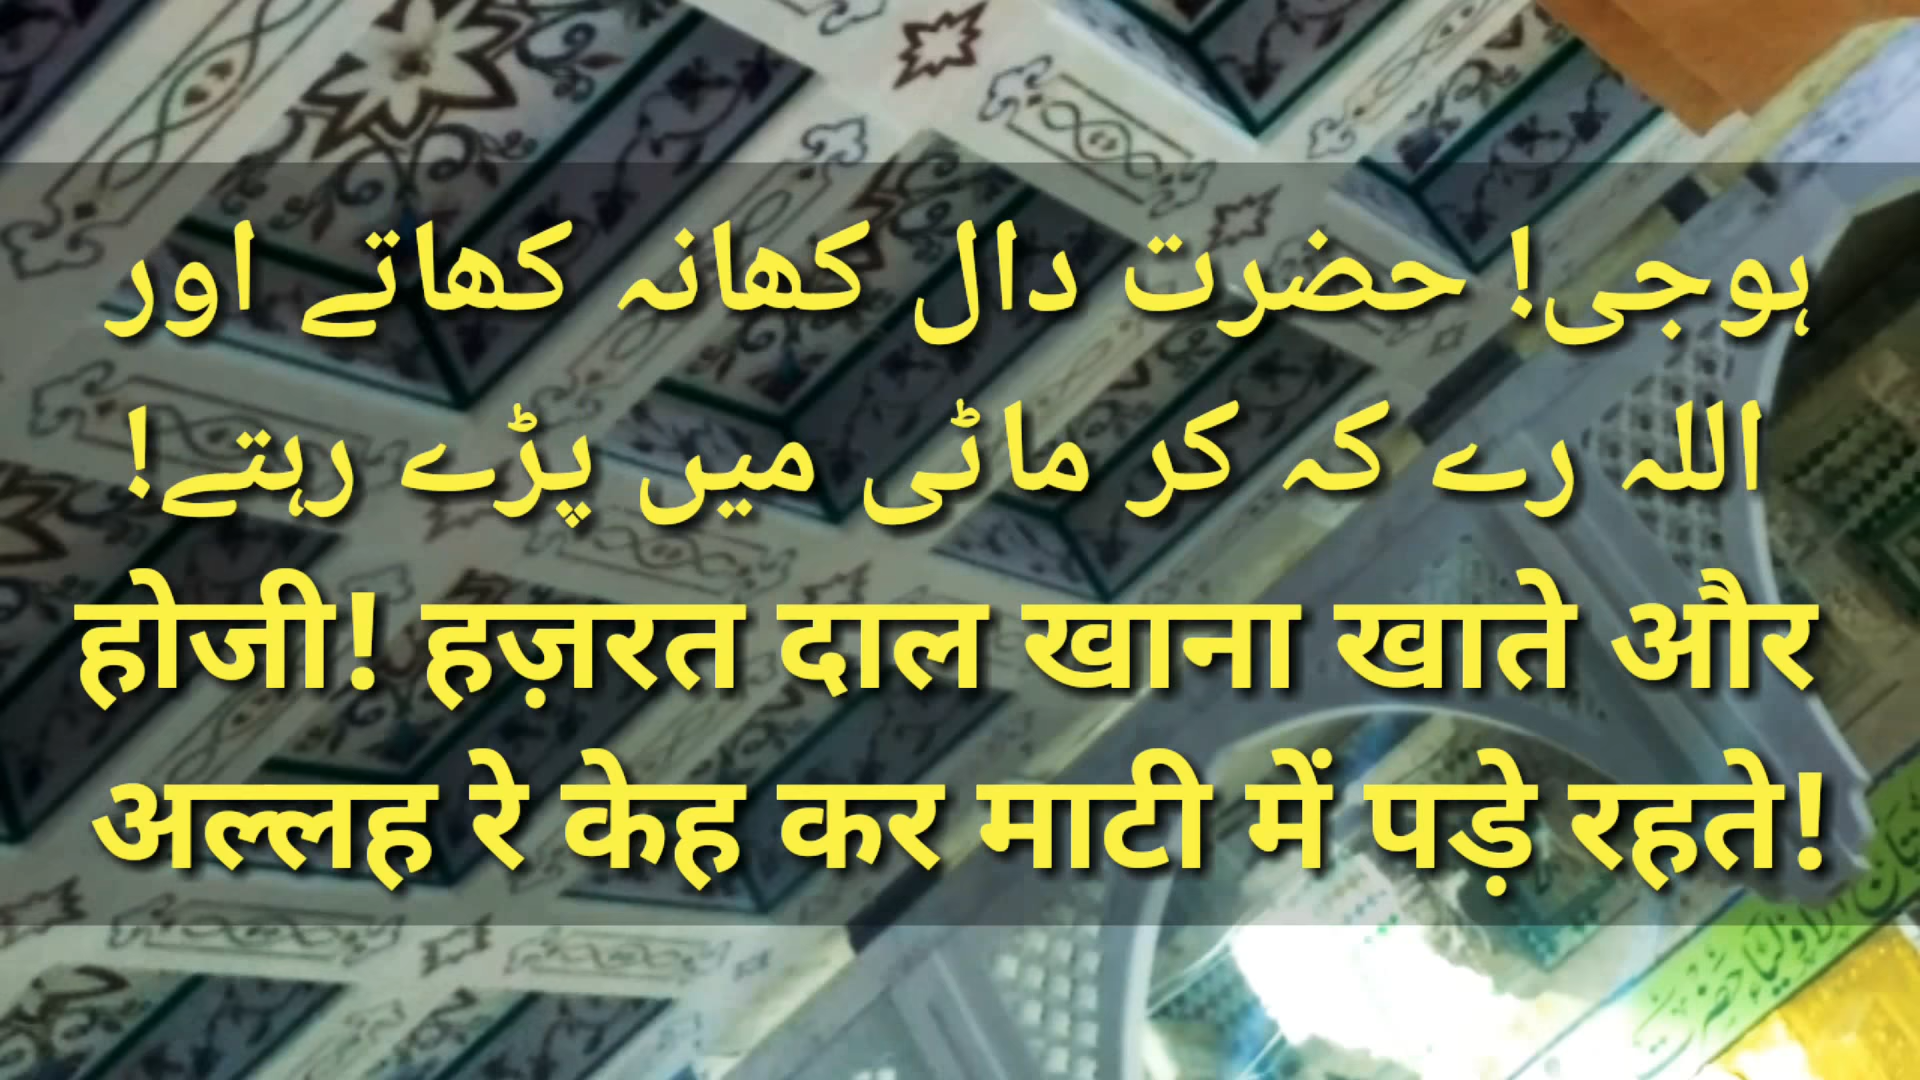 ہوجی! حضرت دال کھانہ کھاتے اور
اللہ رے کہ کر ماٹی میں پڑے رہتے!
होजी! हज़रत दाल खाना खाते और
अल्लह रे केह कर माटी में पड़े रहते!